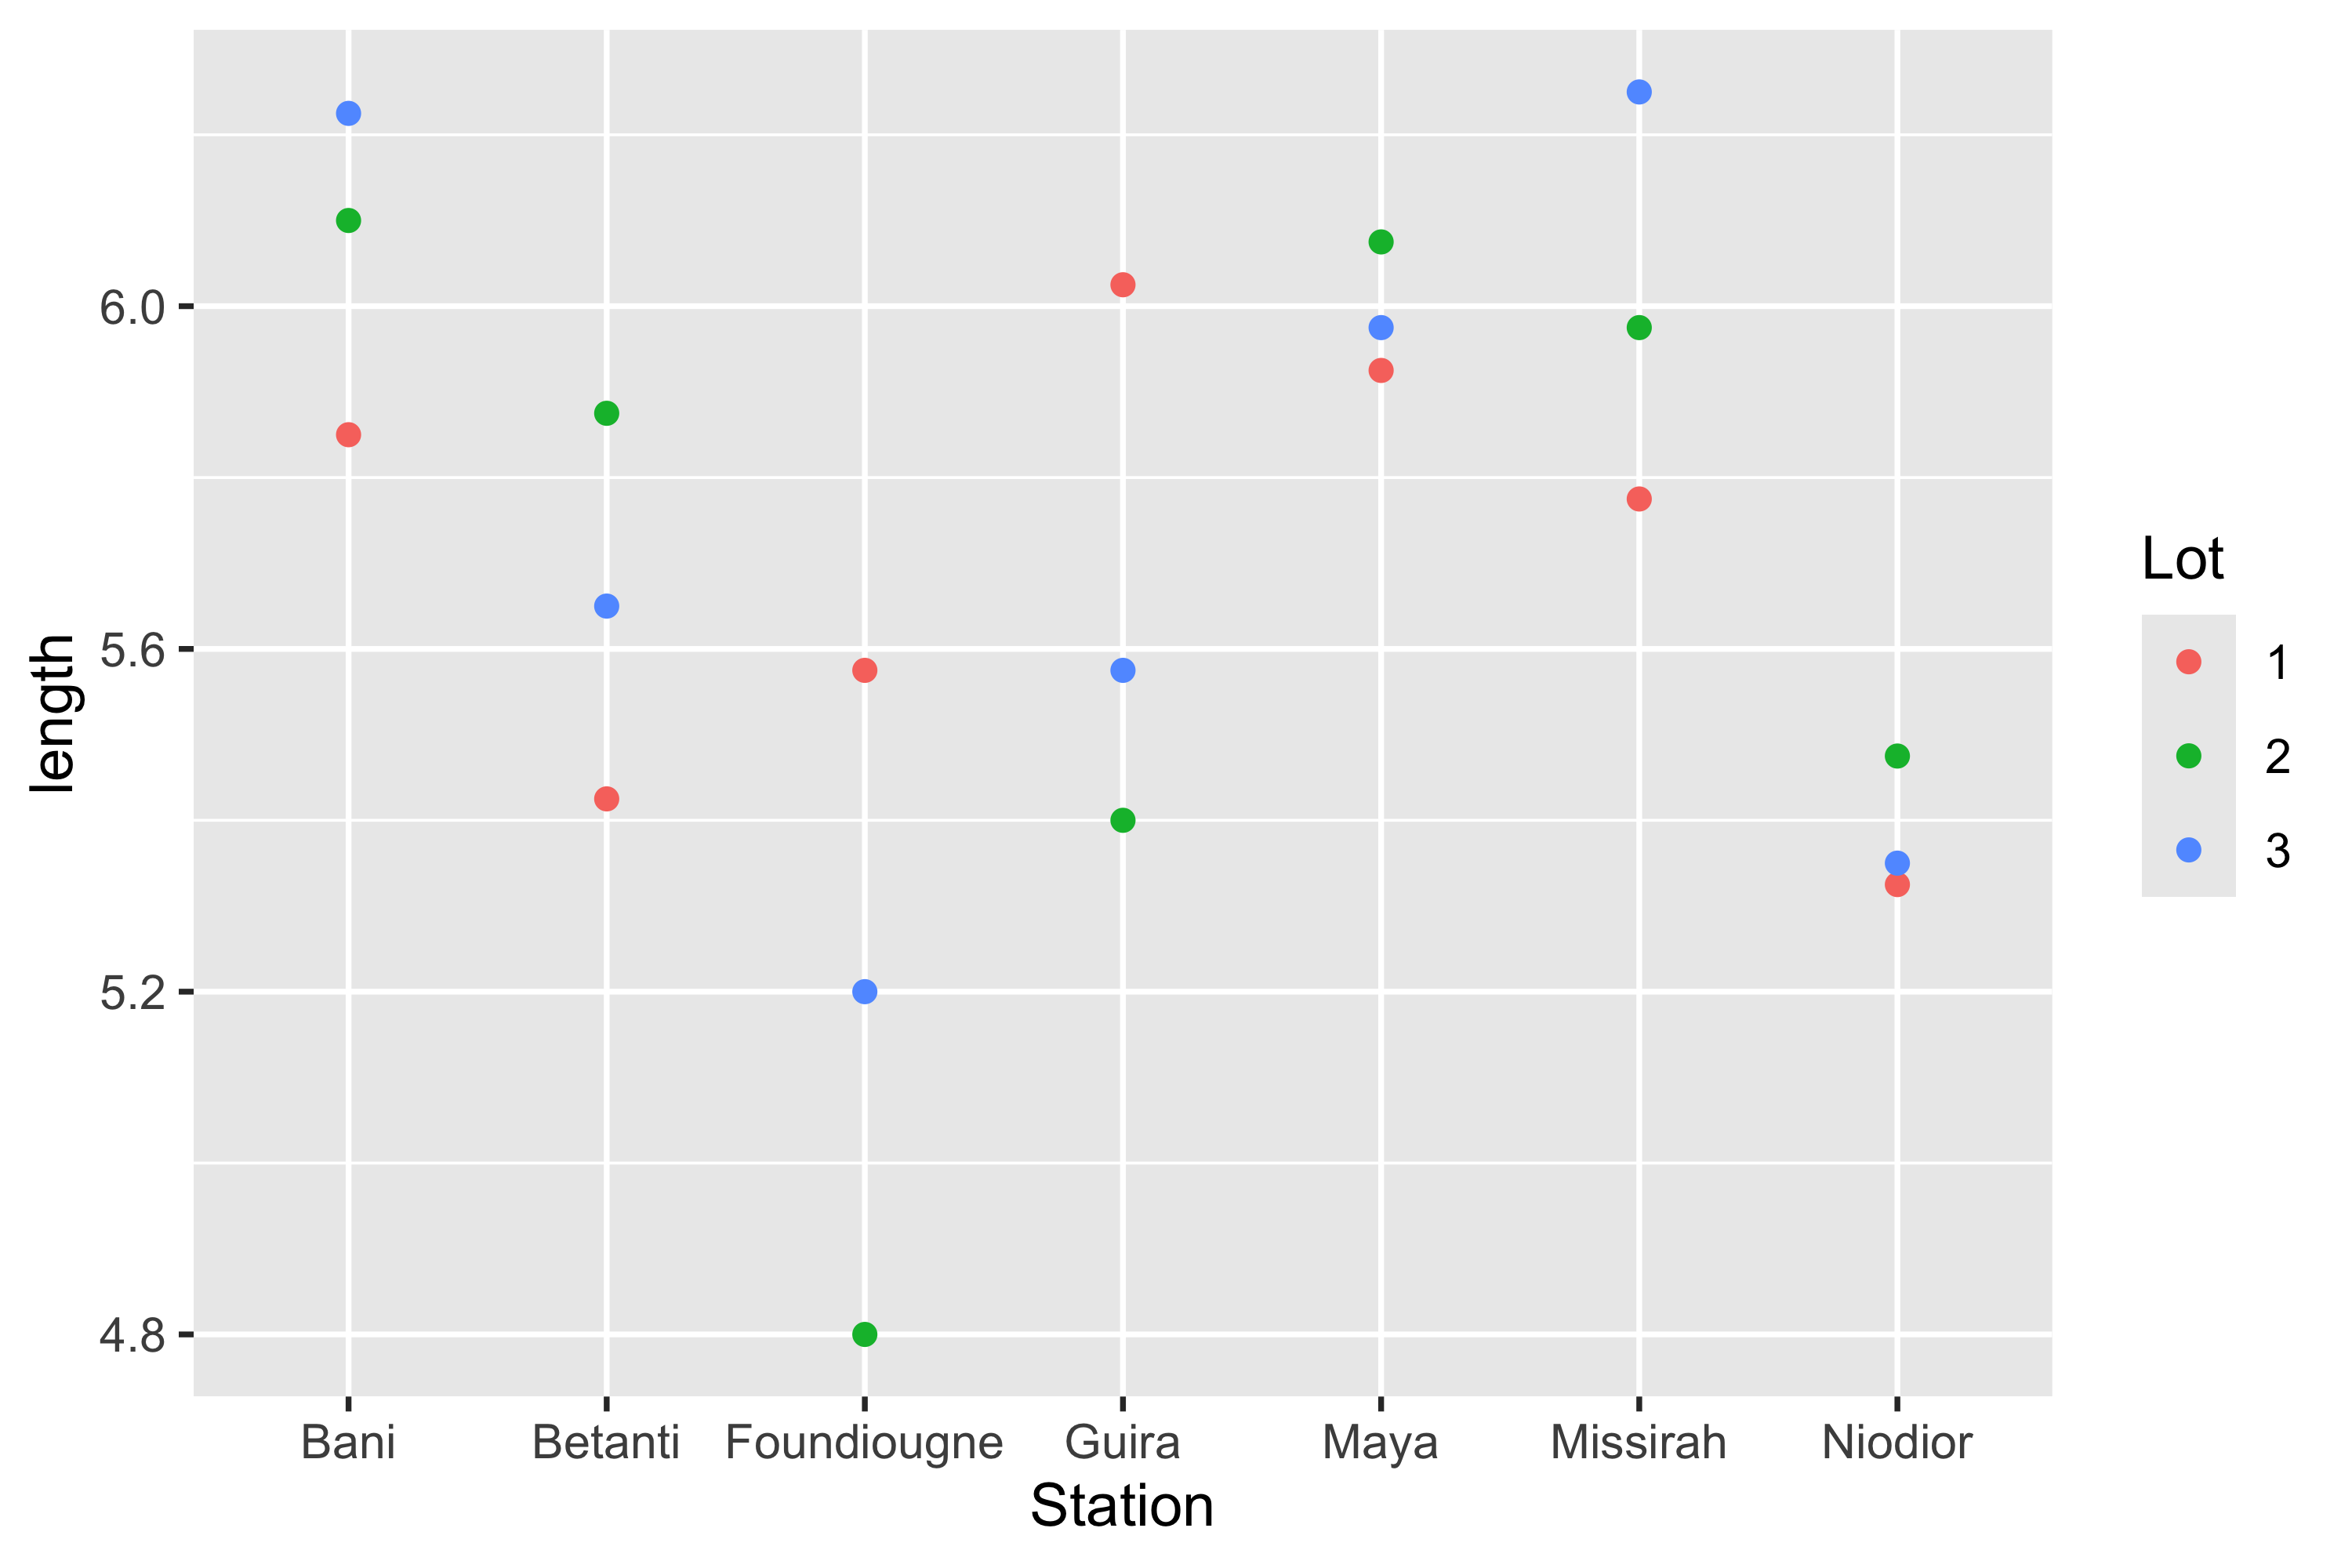 length
6.0
5.6
5.2
4.8
Bani Betanti Foundiougne Guira Maya Missirah Niodior
Station
Lot
1
2
3